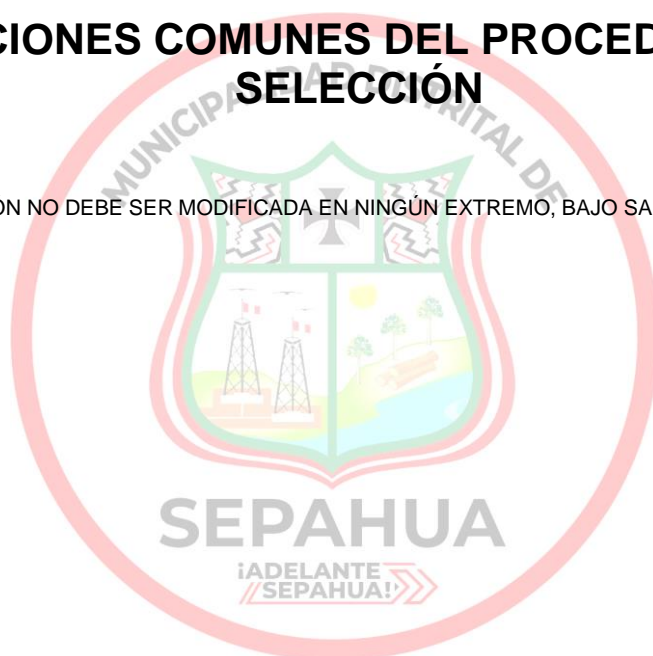 CIONES COMUNES DEL PROCED
SELECCIÓN
MUNICIPALIDAD DISTRITAL DE
ON NO DEBE SER MODIFICADA EN NINGÚN EXTREMO, BAJO SA
SEPAHUA
¡ADELANTE
SEPAHUA!